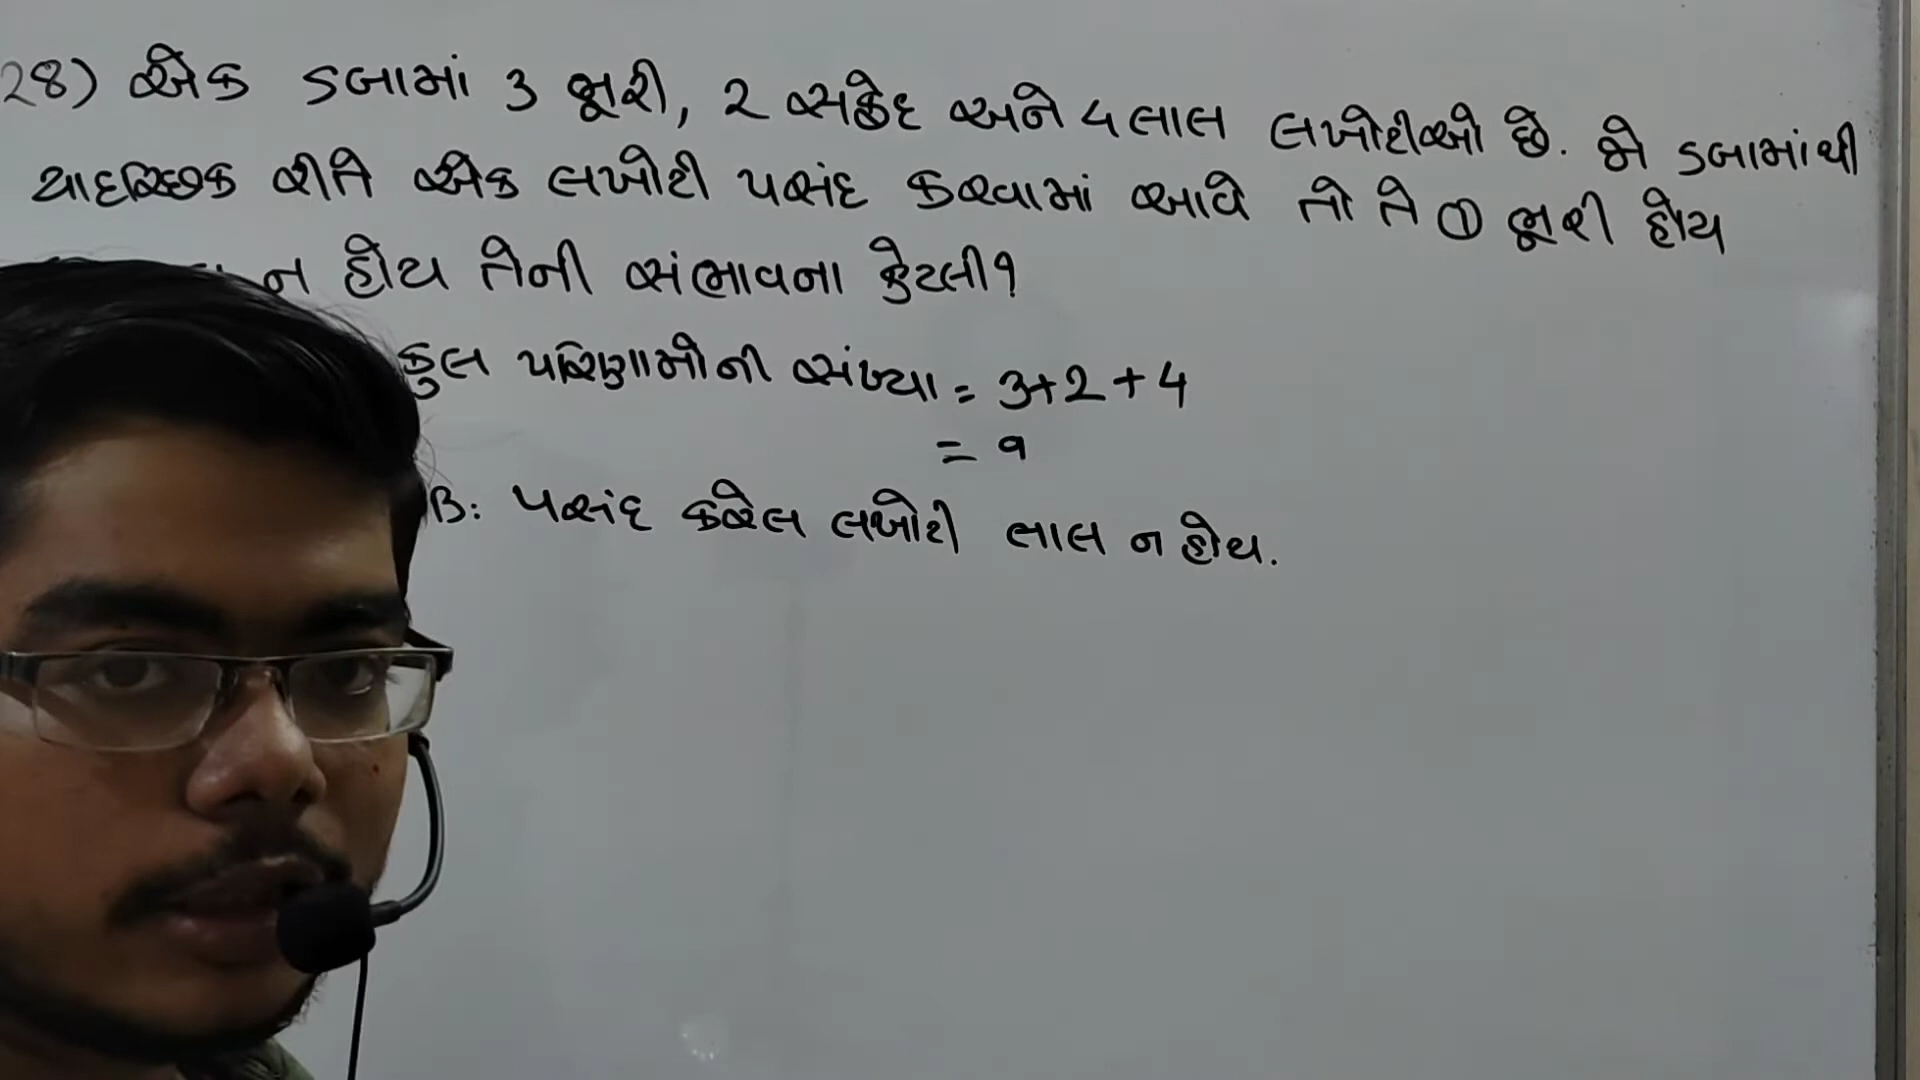 28) એક ડબામાં 3 ભૂરી, 2 સફેદ અને 4 લાલ લખોટીઓ છે. જો ડબામાંથી
યાદચ્છિક રીતે એક લખોટી પસંદ કરવામાં આવે તો તે ① ભૂરી હોય
ન હોય તેની સંભાવના કેટલી?
કુલ પરિણામોની સંખ્યા = 3+2+4
= 9
B: પસંદ કરેલ લખોટી લાલ ન હોય.